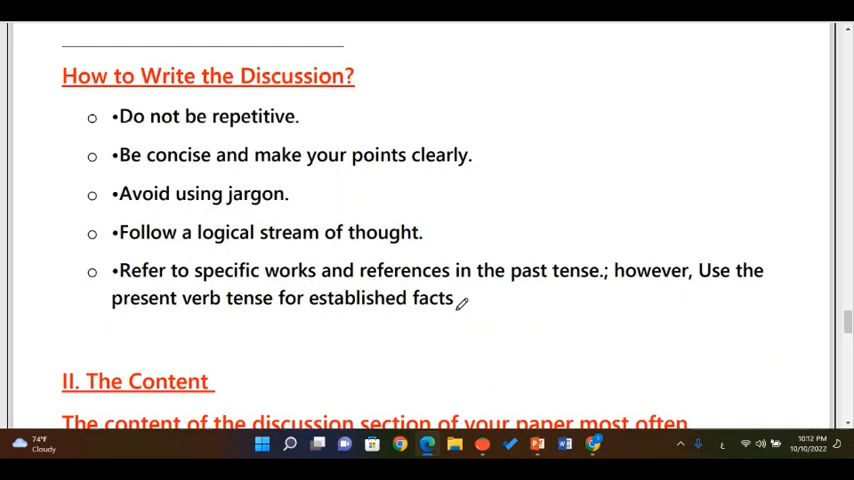 How to Write the Discussion?
o •Do not be repetitive.
o •Be concise and make your points clearly.
o •Avoid using jargon.
o •Follow a logical stream of thought.
o •Refer to specific works and references in the past tense.; however, Use the
present verb tense for established facts
II. The Content
The content of the discussion section of your paper most often
74°F
Cloudy
ع
10:12 PM
10/10/2022